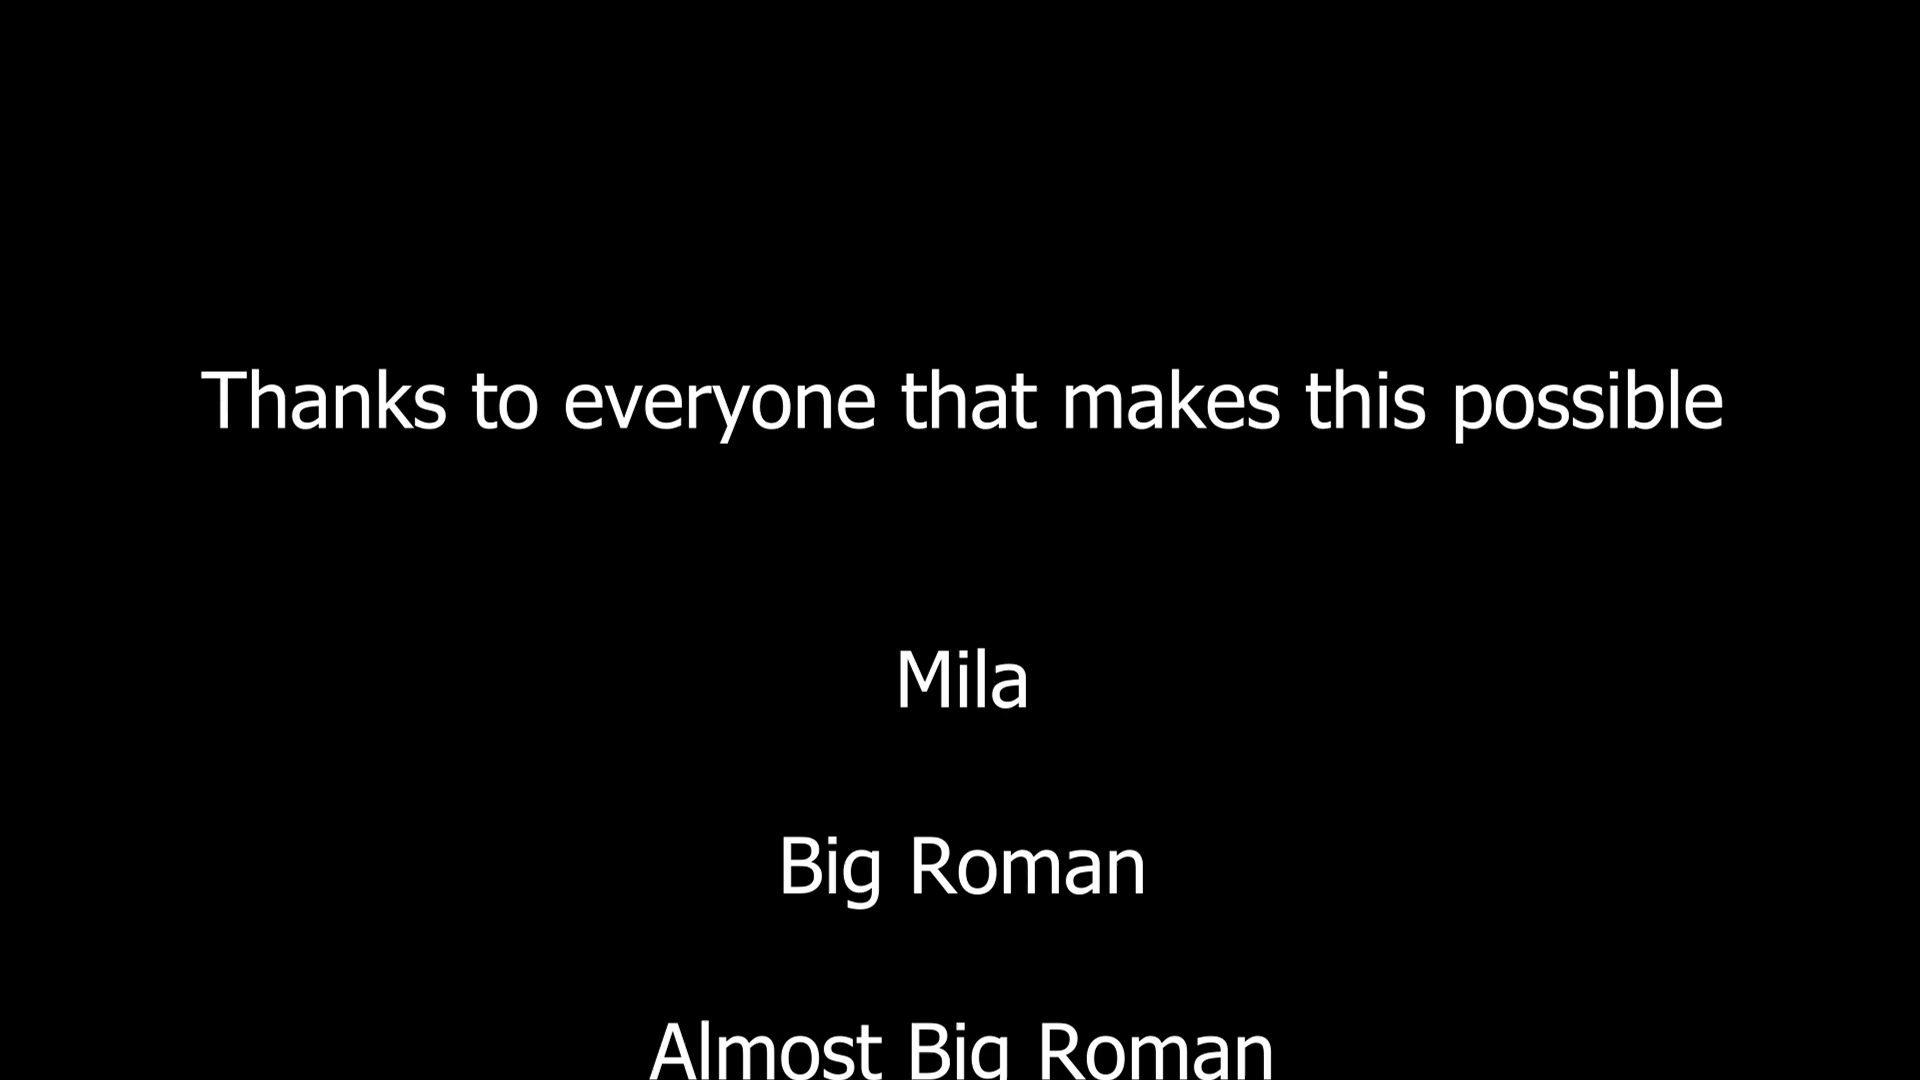 Thanks to everyone that makes this possible
Mila
Big Roman
Almost Big Roman